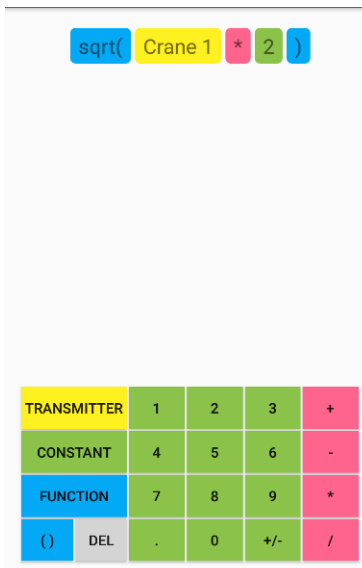 sqrt( Crane 1 * 2 )
TRANSMITTER 1 2 3 +
CONSTANT 4 5 6 -
FUNCTION 7 8 9 *
( ) DEL . 0 +/- /